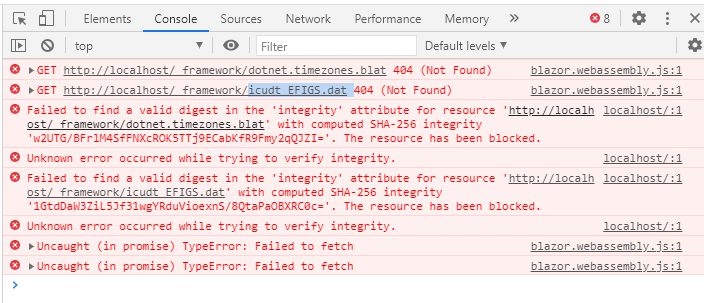 Elements Console Sources Network Performance Memory » 8
top Filter Default levels ▼
GET http://localhost/_framework/dotnet.timezones.blat 404 (Not Found) blazor.webassembly.js:1
GET http://localhost/_framework/icudt_EFIGS.dat 404 (Not Found) blazor.webassembly.js:1
Failed to find a valid digest in the 'integrity' attribute for resource 'http://local localhost/:1
host/_framework/dotnet.timezones.blat' with computed SHA-256 integrity
'w2UTG/BFr1M4SfFNXcROK5TTj9ECabKfR9Fmy2qQJZI='. The resource has been blocked.
Unknown error occurred while trying to verify integrity. localhost/:1
Failed to find a valid digest in the 'integrity' attribute for resource 'http://local localhost/:1
host/_framework/icudt_EFIGS.dat' with computed SHA-256 integrity
'1GtdDaW3ZiL5Jf31wgYRduVioexnS/8QtaPaOBXRC0c='. The resource has been blocked.
Unknown error occurred while trying to verify integrity. localhost/:1
Uncaught (in promise) TypeError: Failed to fetch blazor.webassembly.js:1
Uncaught (in promise) TypeError: Failed to fetch blazor.webassembly.js:1